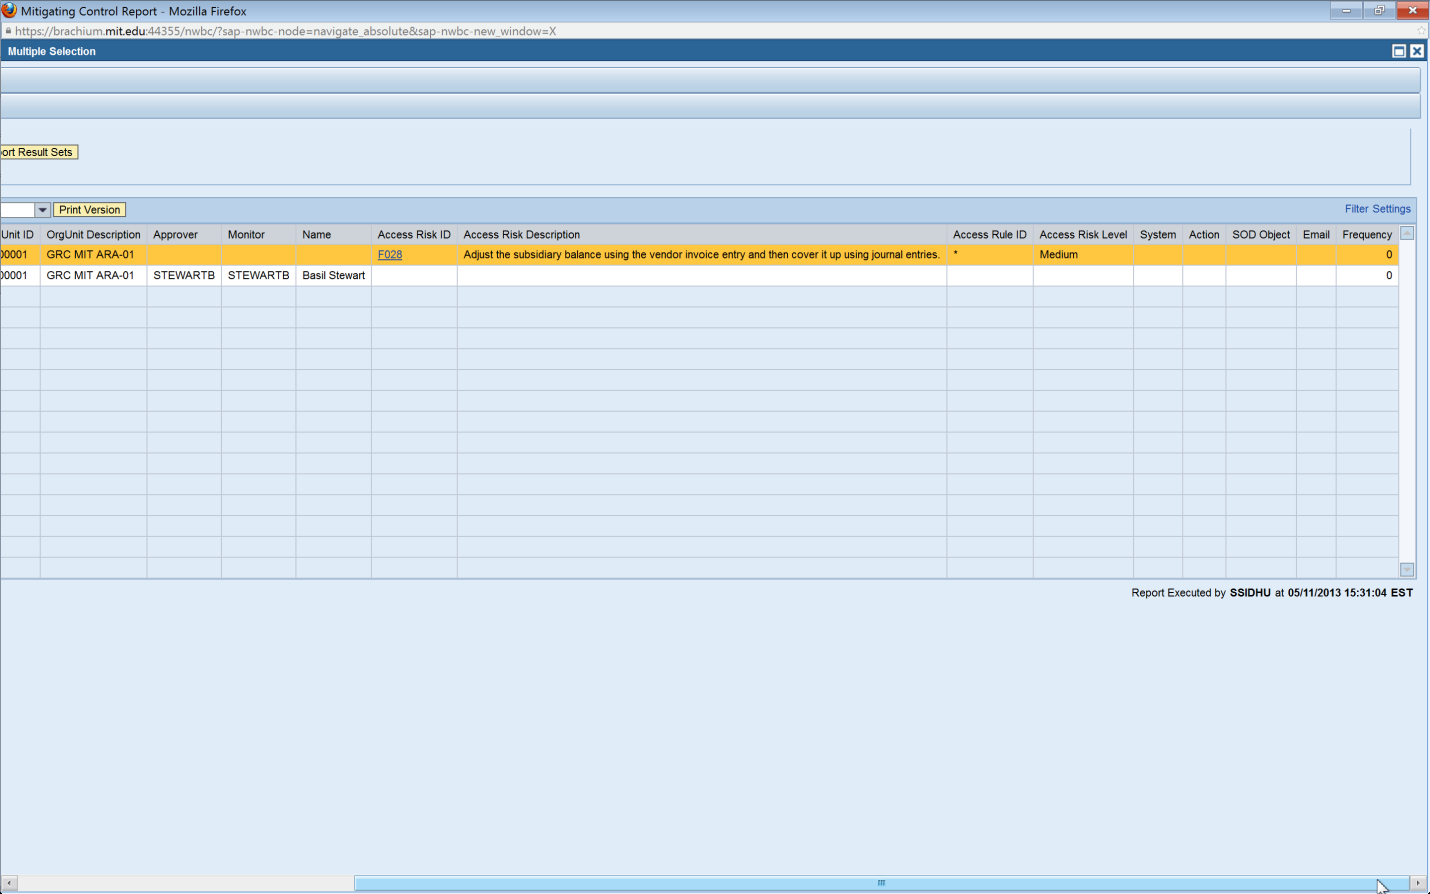 Mitigating Control Report - Mozilla Firefox
https://brachium.mit.edu:44355/nwbc/?sap-nwbc-node=navigate_absolute&sap-nwbc-new_window=X
Multiple Selection
ort Result Sets
Print Version Filter Settings
Unit ID OrgUnit Description Approver Monitor Name Access Risk ID Access Risk Description Access Rule ID Access Risk Level System Action SOD Object Email Frequency
00001 GRC MIT ARA-01 F028 Adjust the subsidiary balance using the vendor invoice entry and then cover it up using journal entries. * Medium 0
00001 GRC MIT ARA-01 STEWARTB STEWARTB Basil Stewart 0
Report Executed by SSIDHU at 05/11/2013 15:31:04 EST